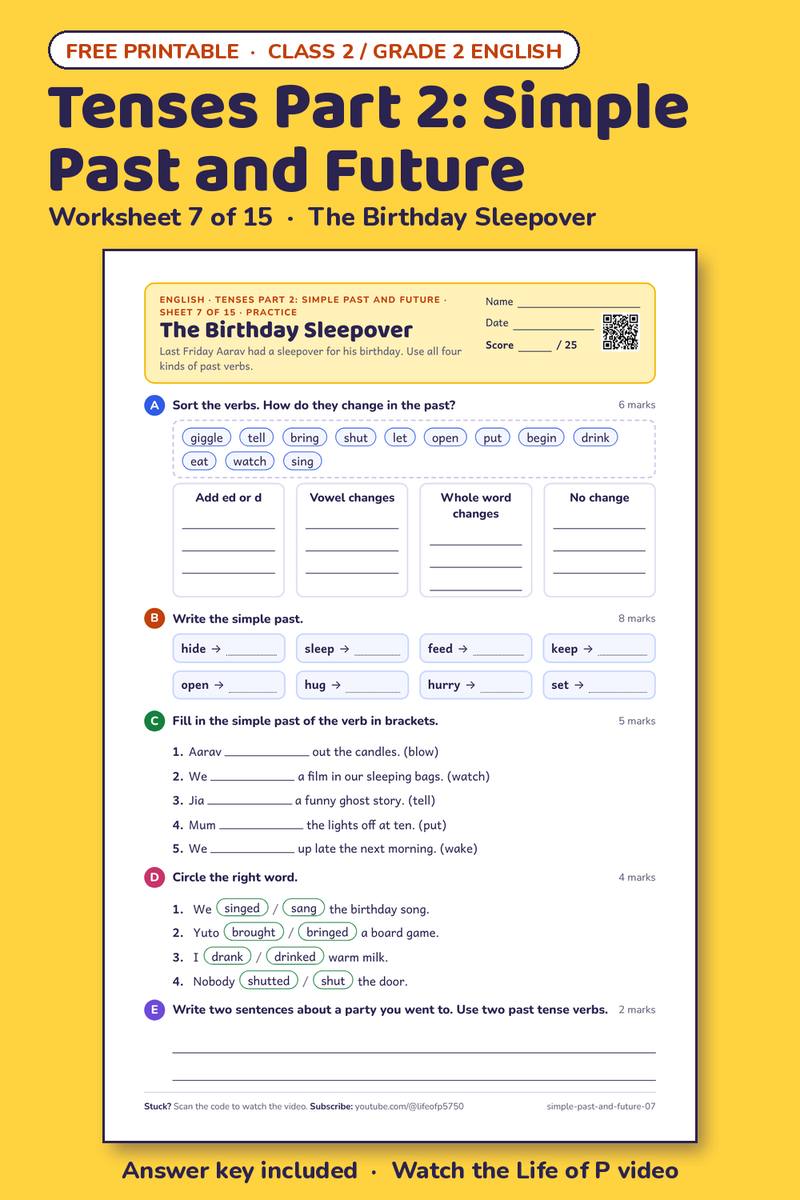 FREE PRINTABLE · CLASS 2 / GRADE 2 ENGLISH
Tenses Part 2: Simple
Past and Future
Worksheet 7 of 15 · The Birthday Sleepover
ENGLISH · TENSES PART 2: SIMPLE PAST AND FUTURE ·
SHEET 7 OF 15 · PRACTICE
The Birthday Sleepover
Last Friday Aarav had a sleepover for his birthday. Use all four
kinds of past verbs.
Name
Date
Score / 25
A Sort the verbs. How do they change in the past? 6 marks
giggle tell bring shut let open put begin drink
eat watch sing
Add ed or d Vowel changes Whole word changes No change
B Write the simple past. 8 marks
hide → sleep → feed → keep →
open → hug → hurry → set →
C Fill in the simple past of the verb in brackets. 5 marks
1. Aarav ____ out the candles. (blow)
2. We ____ a film in our sleeping bags. (watch)
3. Jia ____ a funny ghost story. (tell)
4. Mum ____ the lights off at ten. (put)
5. We ____ up late the next morning. (wake)
D Circle the right word. 4 marks
1. We singed / sang the birthday song.
2. Yuto brought / bringed a board game.
3. I drank / drinked warm milk.
4. Nobody shutted / shut the door.
E Write two sentences about a party you went to. Use two past tense verbs. 2 marks
Stuck? Scan the code to watch the video. Subscribe: youtube.com/@lifeofp5750 simple-past-and-future-07
Answer key included · Watch the Life of P video